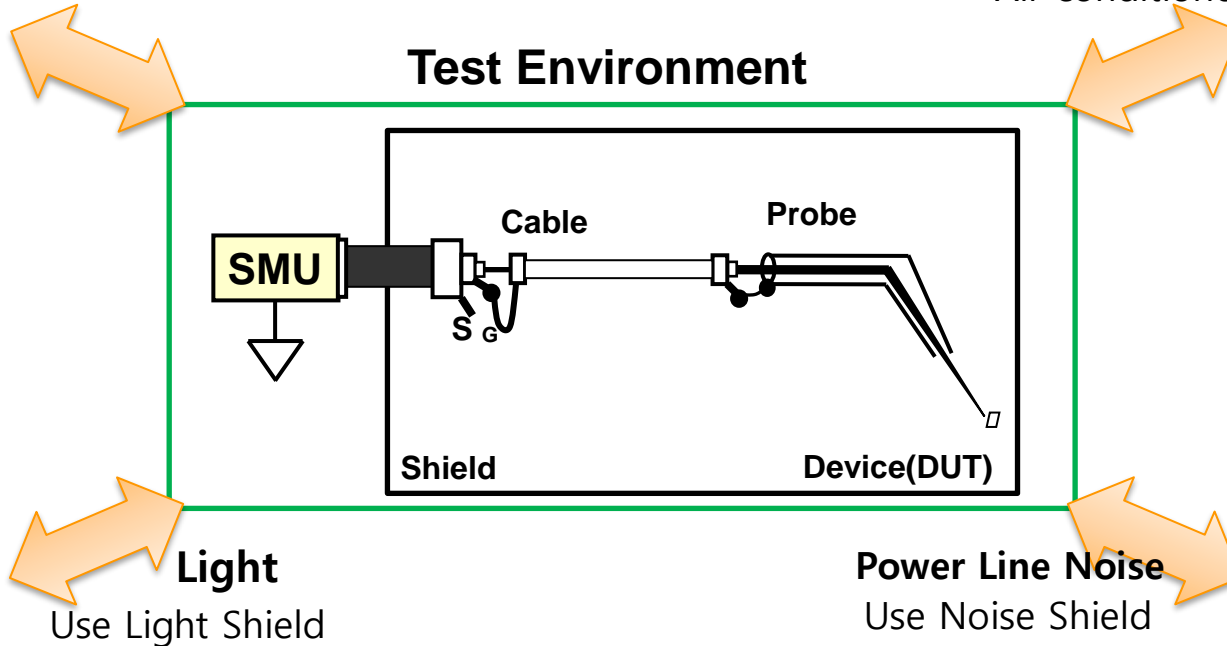 Test Environment
Cable
Probe
SMU
S G
Shield
Device(DUT)
Light
Use Light Shield
Power Line Noise
Use Noise Shield